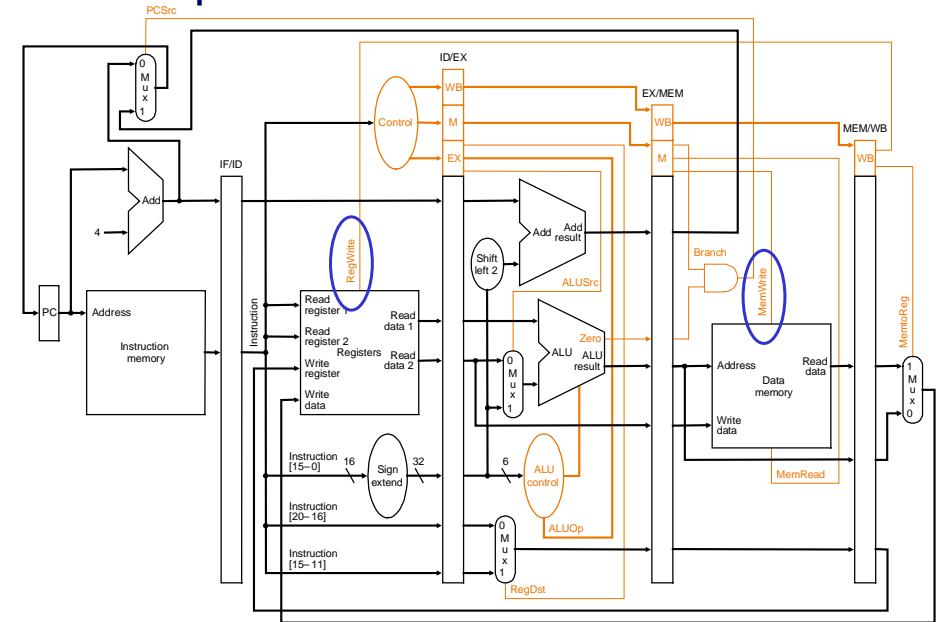 PCSrc
ID/EX
0
M
u
x
1
WB
EX/MEM
Control
M
WB
MEM/WB
EX
M
WB
IF/ID
Add
4
Add
Add
result
RegWrite
Shift
left 2
Branch
ALUSrc
MemWrite
PC
Address
Instruction
memory
Instruction
Read
register 1
Read
data 1
Read
register 2
Registers
Read
data 2
Write
register
Write
data
Zero
ALU
ALU
result
0
M
u
x
1
Address
Read
data
Data
memory
Write
data
MemtoReg
1
M
u
x
0
Instruction
[15–0]
16
Sign
extend
32
6
ALU
control
MemRead
Instruction
[20–16]
0
M
u
x
1
ALUOp
Instruction
[15–11]
RegDst